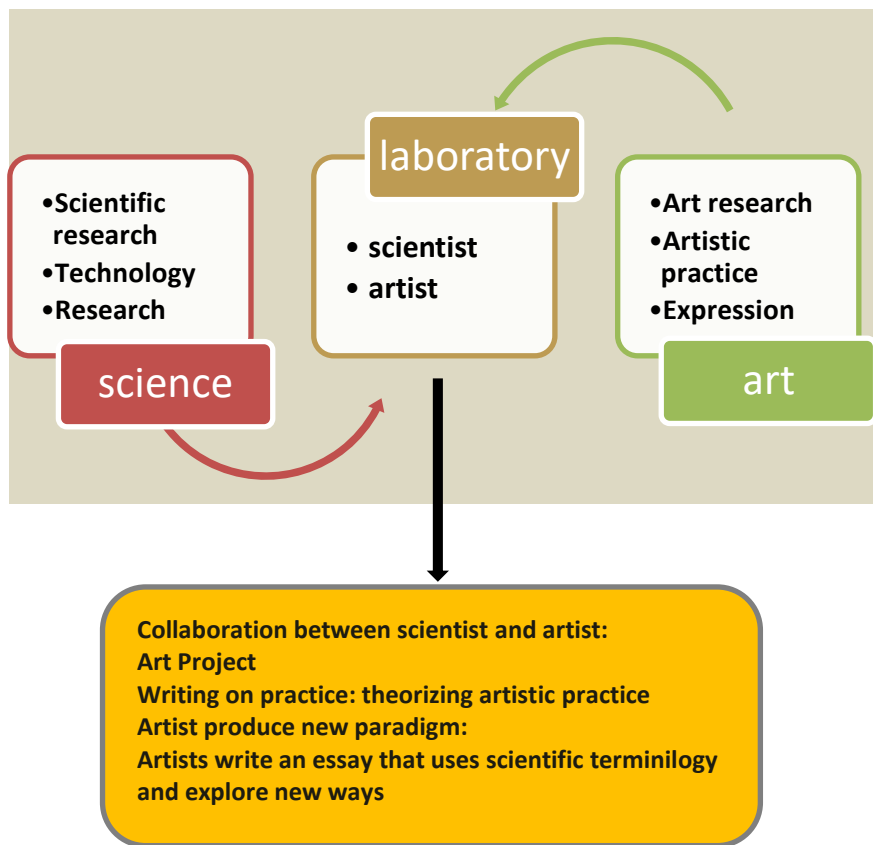 •Scientific
research
•Technology
•Research
science
laboratory
• scientist
• artist
•Art research
•Artistic
practice
•Expression
art
Collaboration between scientist and artist:
Art Project
Writing on practice: theorizing artistic practice
Artist produce new paradigm:
Artists write an essay that uses scientific terminilogy
and explore new ways